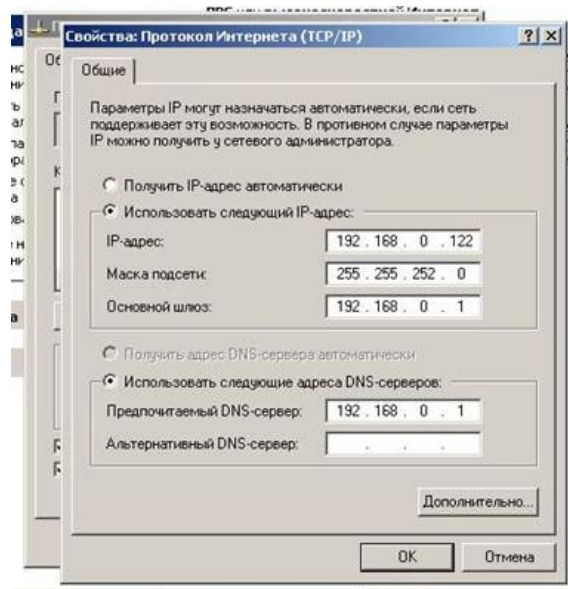 Свойства: Протокол Интернета (TCP/IP)
Общие
Параметры IP могут назначаться автоматически, если сеть
поддерживает эту возможность. В противном случае параметры
IP можно получить у сетевого администратора.
Получить IP-адрес автоматически
Использовать следующий IP-адрес:
IP-адрес: 192 . 168 . 0 . 122
Маска подсети: 255 . 255 . 252 . 0
Основной шлюз: 192 . 168 . 0 . 1
Получить адрес DNS-сервера автоматически
Использовать следующие адреса DNS-серверов:
Предпочитаемый DNS-сервер: 192 . 168 . 0 . 1
Альтернативный DNS-сервер: . . .
Дополнительно...
OK Отмена